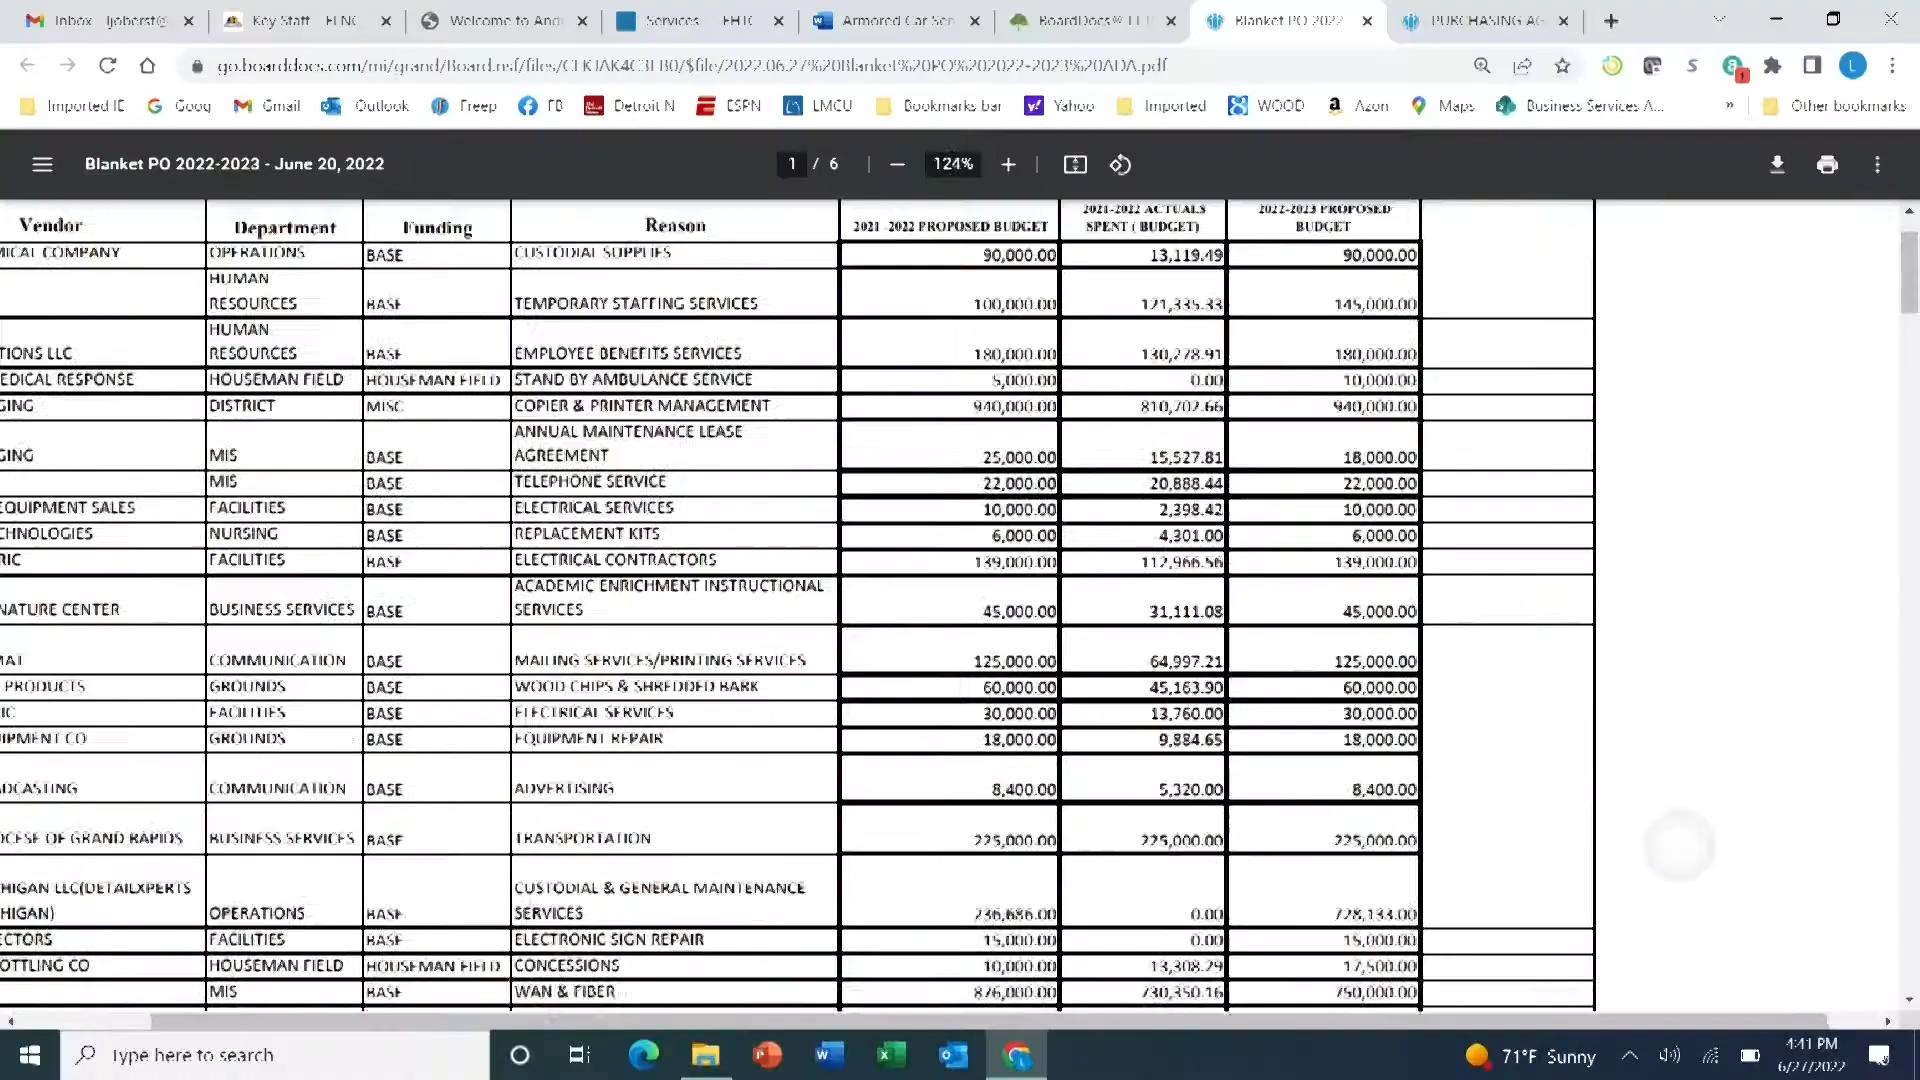 Inbox - ljoberst@ Key Staff Welcome to And Services Armored Car Ser BoardDocs® LT Blanket PO 2022 PURCHASING AG
go.boarddocs.com/mi/grand/Board.nsf/files/
Imported IE Goog Gmail Outlook Freep FB Detroit N ESPN LMCU Bookmarks bar Yahoo Imported WOOD Azon Maps Business Services A... » Other bookmarks
Blanket PO 2022-2023 - June 20, 2022 1 / 6 124%
Vendor Department Funding Reason 2021-2022 PROPOSED BUDGET 2021-2022 ACTUALS SPENT ( BUDGET) 2022-2023 PROPOSED BUDGET
MICAL COMPANY OPERATIONS BASE CUSTODIAL SUPPLIES 90,000.00 13,119.49 90,000.00
HUMAN
RESOURCES BASE TEMPORARY STAFFING SERVICES 100,000.00 121,335.33 145,000.00
HUMAN
TIONS LLC RESOURCES BASE EMPLOYEE BENEFITS SERVICES 180,000.00 130,278.91 180,000.00
EDICAL RESPONSE HOUSEMAN FIELD HOUSEMAN FIELD STAND BY AMBULANCE SERVICE 5,000.00 0.00 10,000.00
GING DISTRICT MISC COPIER & PRINTER MANAGEMENT 940,000.00 810,702.66 940,000.00
ANNUAL MAINTENANCE LEASE
GING MIS BASE AGREEMENT 25,000.00 15,527.81 18,000.00
MIS BASE TELEPHONE SERVICE 22,000.00 20,888.44 22,000.00
EQUIPMENT SALES FACILITIES BASE ELECTRICAL SERVICES 10,000.00 2,398.42 10,000.00
CHNOLOGIES NURSING BASE REPLACEMENT KITS 6,000.00 4,301.00 6,000.00
RIC FACILITIES BASE ELECTRICAL CONTRACTORS 139,000.00 112,966.56 139,000.00
ACADEMIC ENRICHMENT INSTRUCTIONAL
NATURE CENTER BUSINESS SERVICES BASE SERVICES 45,000.00 31,111.08 45,000.00
MAT COMMUNICATION BASE MAILING SERVICES/PRINTING SERVICES 125,000.00 64,997.21 125,000.00
PRODUCTS GROUNDS BASE WOOD CHIPS & SHREDDED BARK 60,000.00 45,163.90 60,000.00
IC FACILITIES BASE ELECTRICAL SERVICES 30,000.00 13,760.00 30,000.00
IPMENT CO GROUNDS BASE EQUIPMENT REPAIR 18,000.00 9,884.65 18,000.00
ADCASTING COMMUNICATION BASE ADVERTISING 8,400.00 5,320.00 8,400.00
OCESE OF GRAND RAPIDS BUSINESS SERVICES BASE TRANSPORTATION 225,000.00 225,000.00 225,000.00
HIGAN LLC(DETAILXPERTS CUSTODIAL & GENERAL MAINTENANCE
HIGAN) OPERATIONS BASE SERVICES 236,686.00 0.00 728,133.00
ECTORS FACILITIES BASE ELECTRONIC SIGN REPAIR 15,000.00 0.00 15,000.00
OTTLING CO HOUSEMAN FIELD HOUSEMAN FIELD CONCESSIONS 10,000.00 13,308.29 17,500.00
MIS BASE WAN & FIBER 876,000.00 730,350.16 750,000.00
Type here to search 71°F Sunny 4:41 PM
6/27/2022